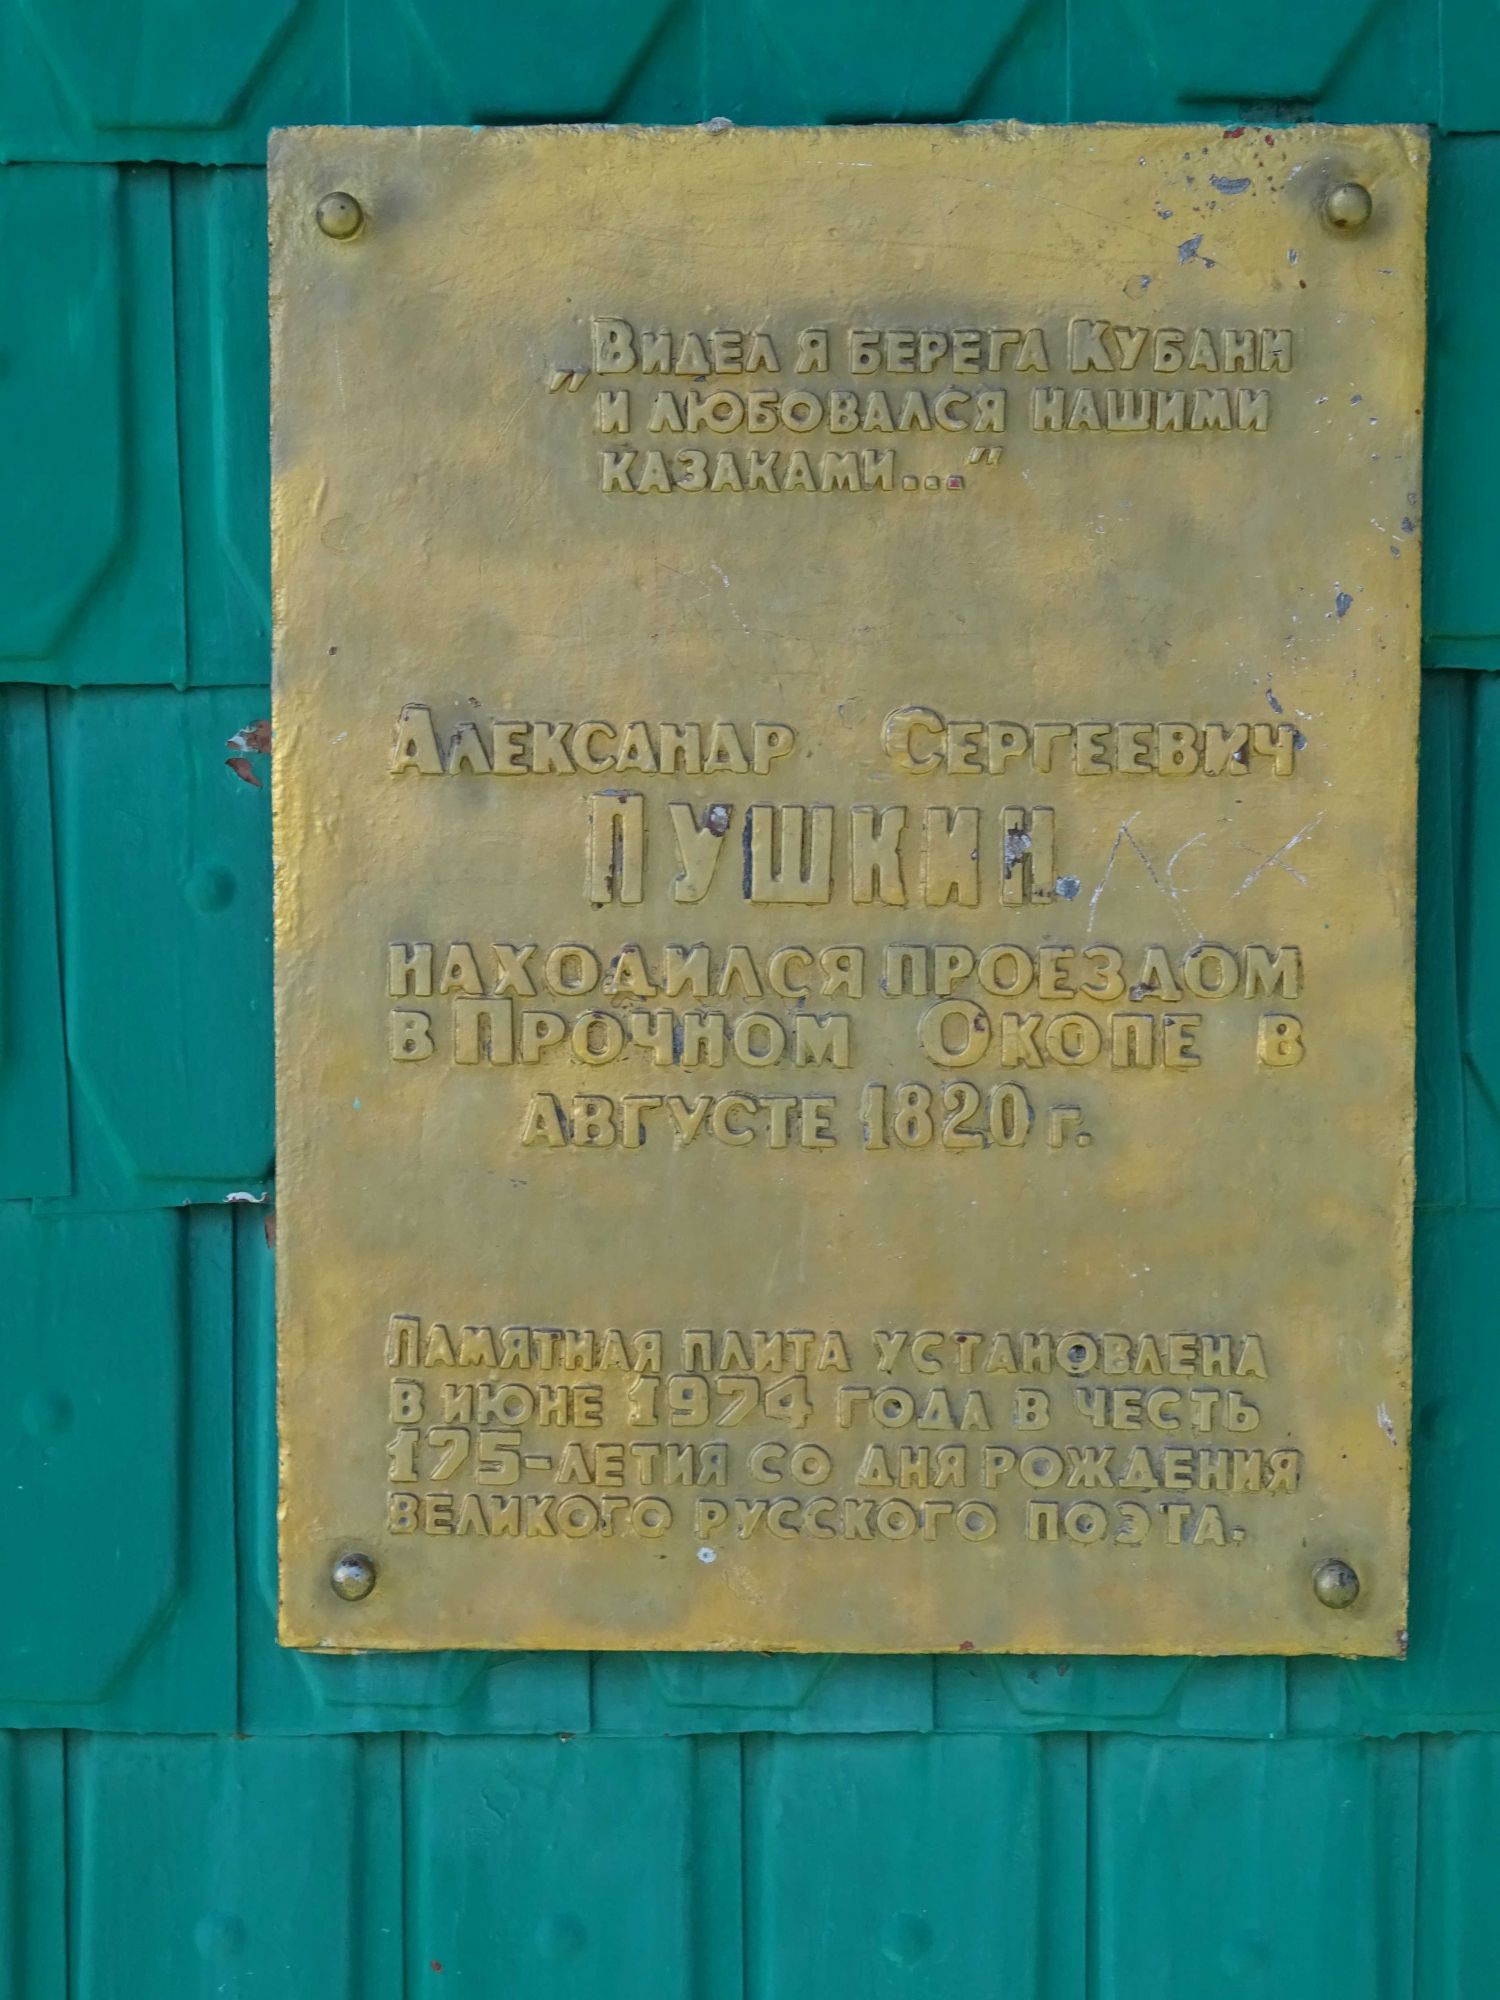 „Видел я берега Кубани
и любовался нашими
казаками..."
Александр Сергеевич
ПУШКИН
находился проездом
в Прочном Окопе в
августе 1820 г.
Памятная плита установлена
в июне 1974 года в честь
175-летия со дня рождения
великого русского поэта.